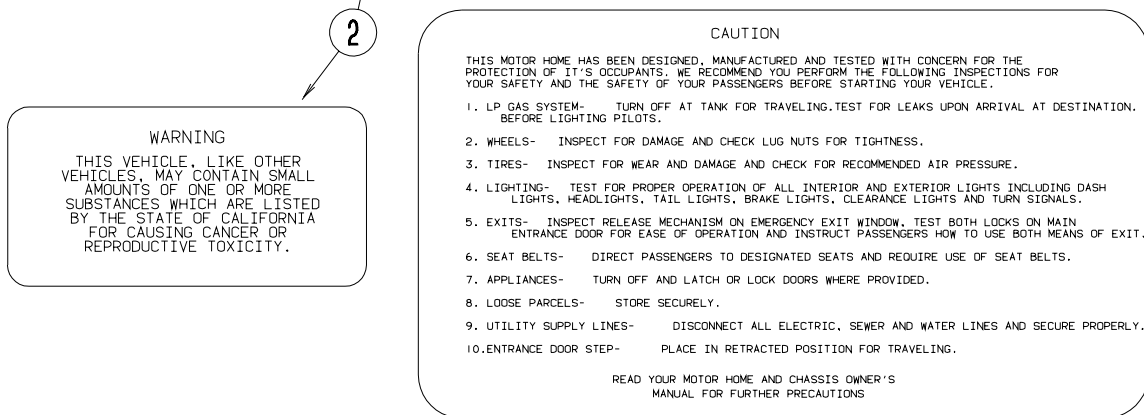 2
WARNING
THIS VEHICLE, LIKE OTHER
VEHICLES, MAY CONTAIN SMALL
AMOUNTS OF ONE OR MORE
SUBSTANCES WHICH ARE LISTED
BY THE STATE OF CALIFORNIA
FOR CAUSING CANCER OR
REPRODUCTIVE TOXICITY.
CAUTION
THIS MOTOR HOME HAS BEEN DESIGNED, MANUFACTURED AND TESTED WITH CONCERN FOR THE
PROTECTION OF IT'S OCCUPANTS. WE RECOMMEND YOU PERFORM THE FOLLOWING INSPECTIONS FOR
YOUR SAFETY AND THE SAFETY OF YOUR PASSENGERS BEFORE STARTING YOUR VEHICLE.
1. LP GAS SYSTEM- TURN OFF AT TANK FOR TRAVELING.TEST FOR LEAKS UPON ARRIVAL AT DESTINATION,
BEFORE LIGHTING PILOTS.
2. WHEELS- INSPECT FOR DAMAGE AND CHECK LUG NUTS FOR TIGHTNESS.
3. TIRES- INSPECT FOR WEAR AND DAMAGE AND CHECK FOR RECOMMENDED AIR PRESSURE.
4. LIGHTING- TEST FOR PROPER OPERATION OF ALL INTERIOR AND EXTERIOR LIGHTS INCLUDING DASH
LIGHTS, HEADLIGHTS, TAIL LIGHTS, BRAKE LIGHTS, CLEARANCE LIGHTS AND TURN SIGNALS.
5. EXITS- INSPECT RELEASE MECHANISM ON EMERGENCY EXIT WINDOW, TEST BOTH LOCKS ON MAIN
ENTRANCE DOOR FOR EASE OF OPERATION AND INSTRUCT PASSENGERS HOW TO USE BOTH MEANS OF EXIT.
6. SEAT BELTS- DIRECT PASSENGERS TO DESIGNATED SEATS AND REQUIRE USE OF SEAT BELTS.
7. APPLIANCES- TURN OFF AND LATCH OR LOCK DOORS WHERE PROVIDED.
8. LOOSE PARCELS- STORE SECURELY.
9. UTILITY SUPPLY LINES- DISCONNECT ALL ELECTRIC, SEWER AND WATER LINES AND SECURE PROPERLY.
10.ENTRANCE DOOR STEP- PLACE IN RETRACTED POSITION FOR TRAVELING.
READ YOUR MOTOR HOME AND CHASSIS OWNER'S
MANUAL FOR FURTHER PRECAUTIONS